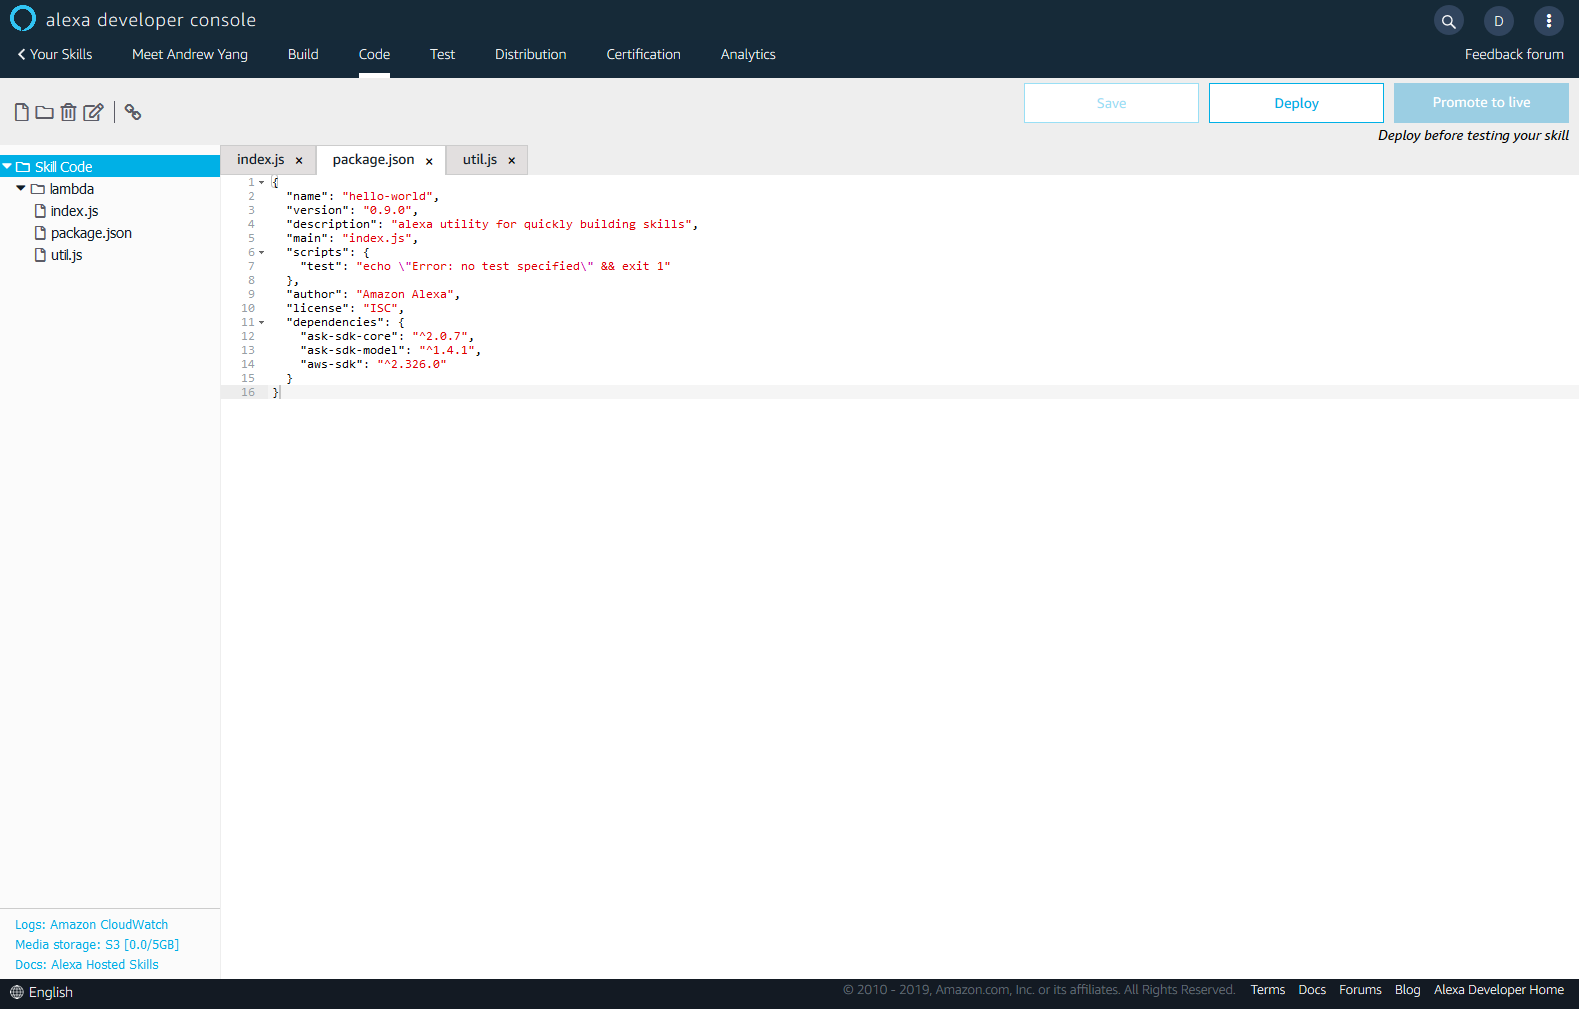 alexa developer console
D
Your Skills Meet Andrew Yang Build Code Test Distribution Certification Analytics Feedback forum
Save Deploy Promote to live
Deploy before testing your skill
Skill Code
lambda
index.js
package.json
util.js
index.js × package.json × util.js ×
1 {
2 "name": "hello-world",
3 "version": "0.9.0",
4 "description": "alexa utility for quickly building skills",
5 "main": "index.js",
6 "scripts": {
7 "test": "echo \"Error: no test specified\" && exit 1"
8 },
9 "author": "Amazon Alexa",
10 "license": "ISC",
11 "dependencies": {
12 "ask-sdk-core": "^2.0.7",
13 "ask-sdk-model": "^1.4.1",
14 "aws-sdk": "^2.326.0"
15 }
16 }
Logs: Amazon CloudWatch
Media storage: S3 [0.0/5GB]
Docs: Alexa Hosted Skills
English
© 2010 - 2019, Amazon.com, Inc. or its affiliates. All Rights Reserved. Terms Docs Forums Blog Alexa Developer Home